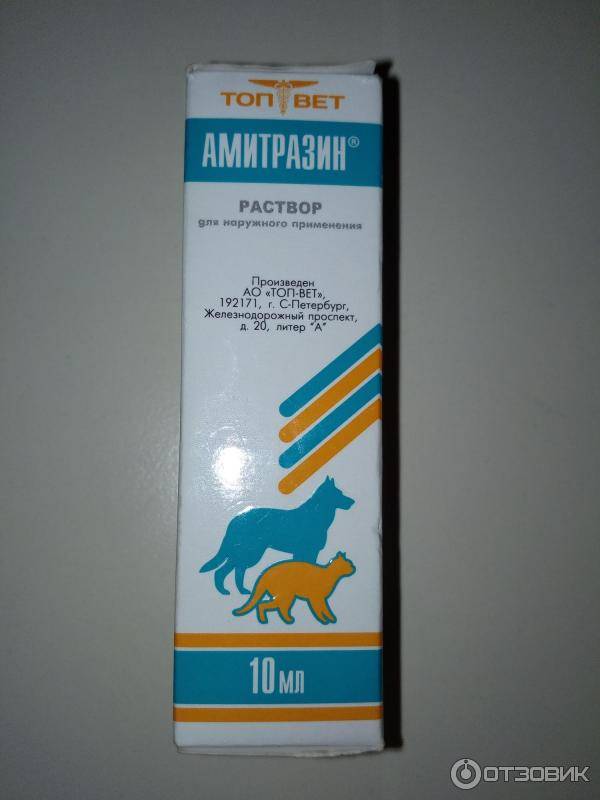 ТОП ВЕТ
АМИТРАЗИН®
РАСТВОР
для наружного применения
Произведен
АО «ТОП-ВЕТ»,
192171, г. С-Петербург,
Железнодорожный проспект,
д. 20, литер "А"
10 мл
ОТЗОВИК